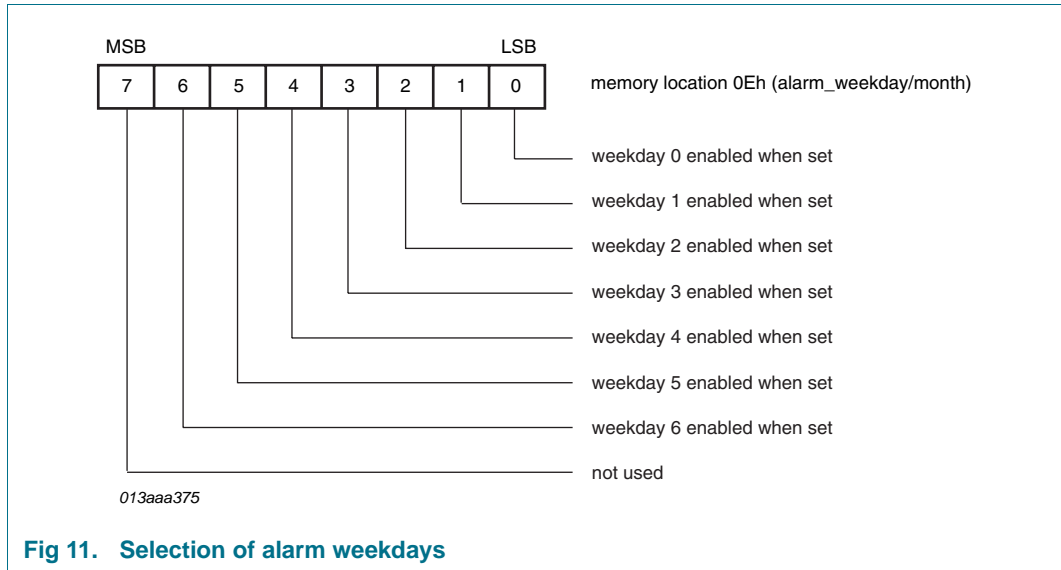 MSB LSB
7 6 5 4 3 2 1 0 memory location 0Eh (alarm_weekday/month)
weekday 0 enabled when set
weekday 1 enabled when set
weekday 2 enabled when set
weekday 3 enabled when set
weekday 4 enabled when set
weekday 5 enabled when set
weekday 6 enabled when set
not used
013aaa375
Fig 11. Selection of alarm weekdays